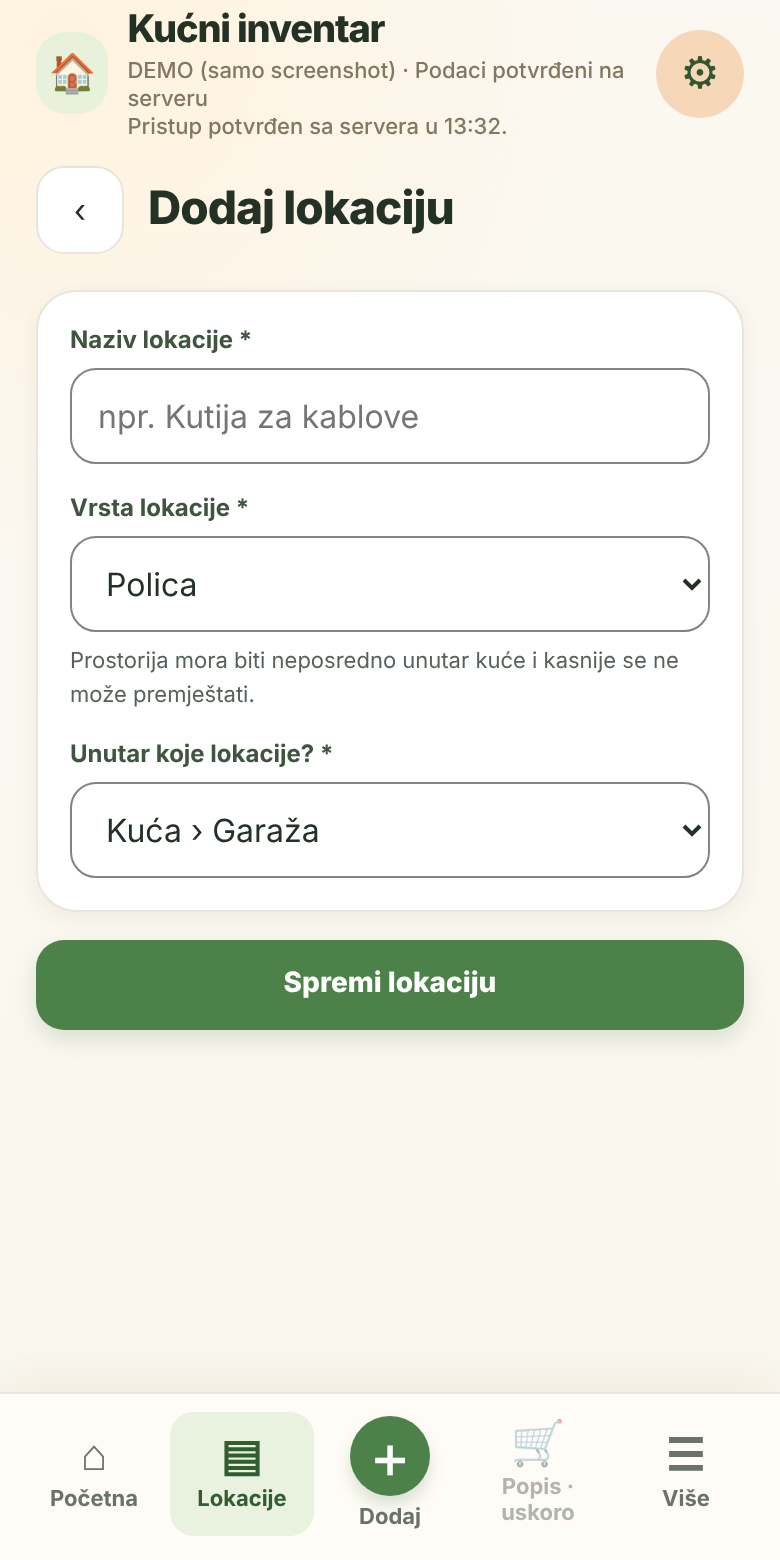 Kućni inventar
DEMO (samo screenshot) · Podaci potvrđeni na
serveru
Pristup potvrđen sa servera u 13:32.
‹
Dodaj lokaciju
Naziv lokacije *
npr. Kutija za kablove
Vrsta lokacije *
Polica
Prostorija mora biti neposredno unutar kuće i kasnije se ne
može premještati.
Unutar koje lokacije? *
Kuća › Garaža
Spremi lokaciju
Početna
Lokacije
Dodaj
Popis ·
uskoro
Više